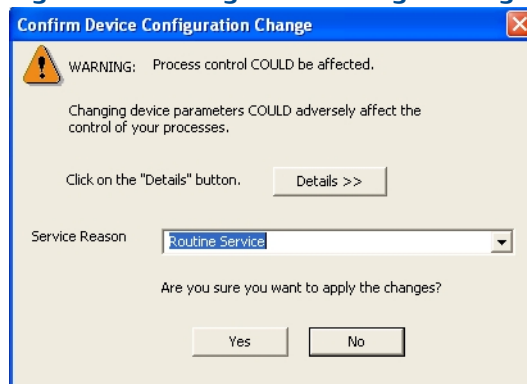 Confirm Device Configuration Change
WARNING: Process control COULD be affected.
Changing device parameters COULD adversely affect the
control of your processes.
Click on the "Details" button.
Details >>
Service Reason
Routine Service
Are you sure you want to apply the changes?
Yes
No